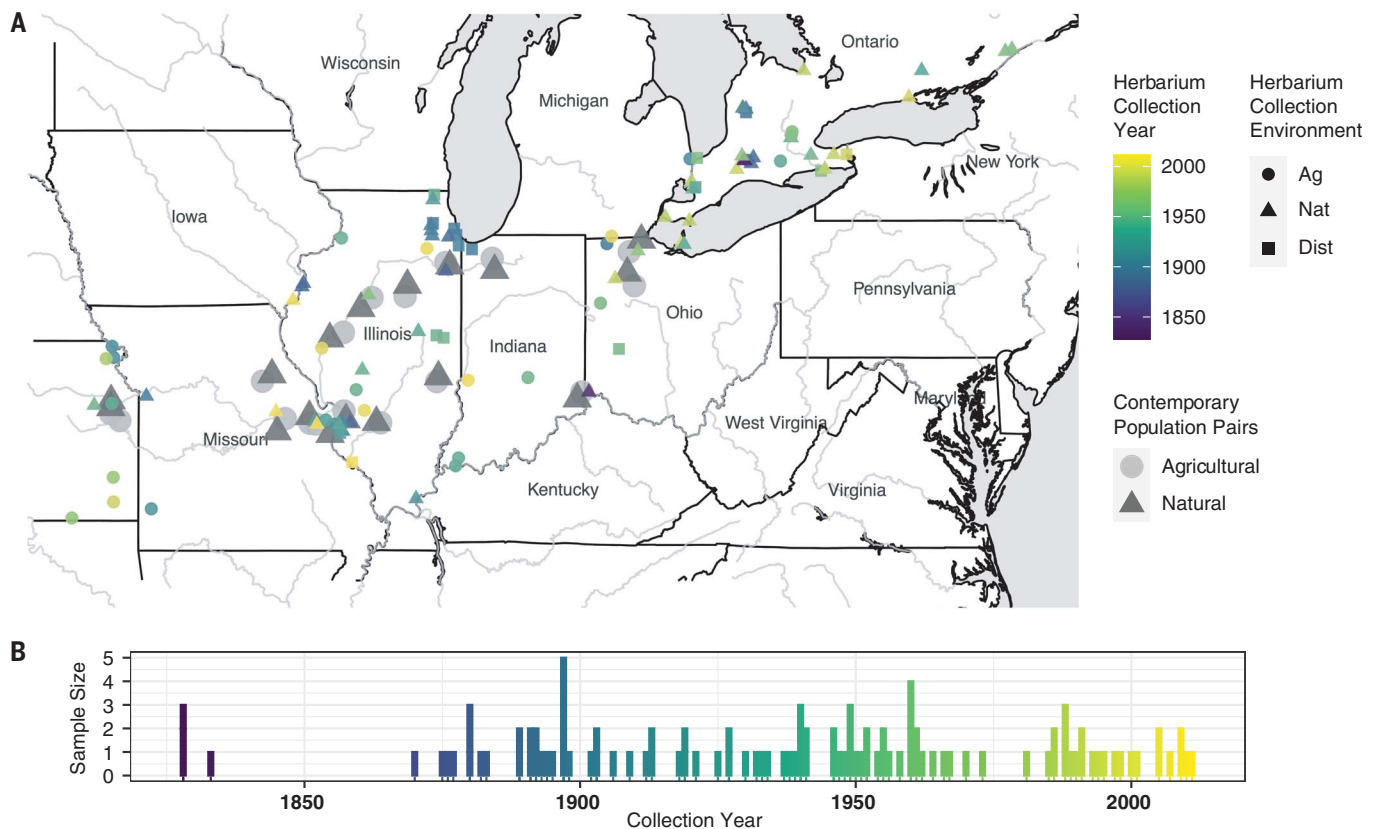 A
Wisconsin
Michigan
Ontario
New York
Iowa
Illinois
Indiana
Ohio
Pennsylvania
Missouri
West Virginia
Maryland
Kentucky
Virginia
Herbarium
Collection
Year
2000
1950
1900
1850
Herbarium
Collection
Environment
Ag
Nat
Dist
Contemporary
Population Pairs
Agricultural
Natural
B
Sample Size
5
4
3
2
1
0
1850
1900
1950
2000
Collection Year